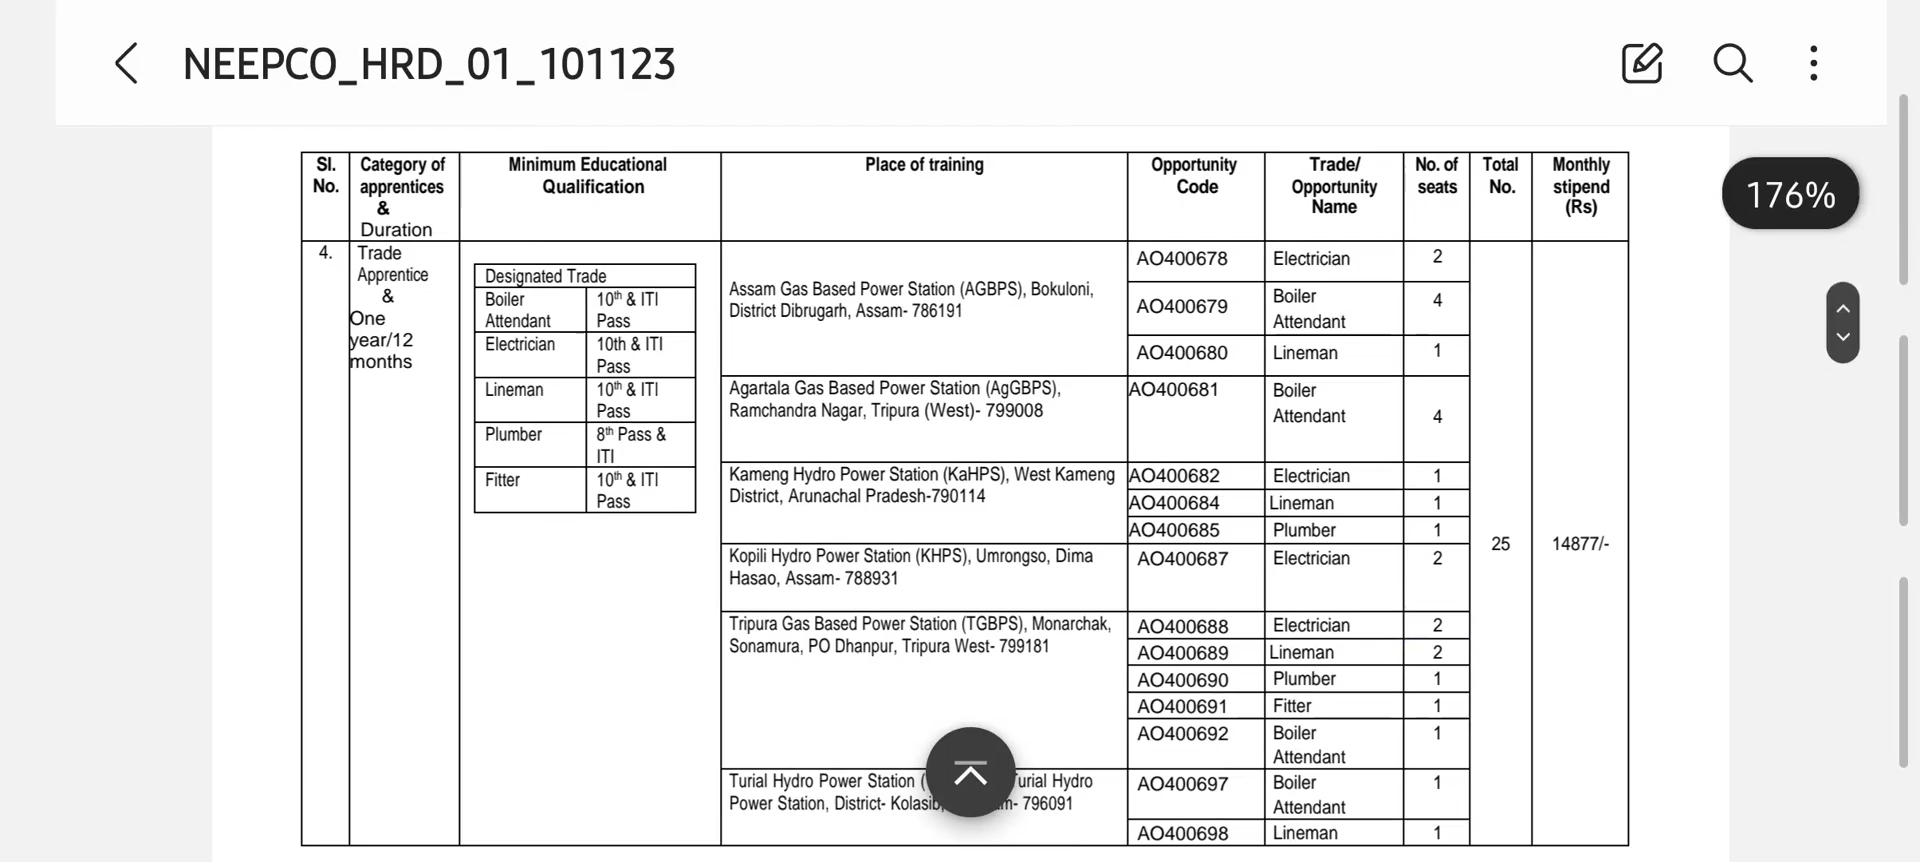 NEEPCO_HRD_01_101123
176%
Sl. No. Category of apprentices & Duration Minimum Educational Qualification Place of training Opportunity Code Trade/ Opportunity Name No. of seats Total No. Monthly stipend (Rs)
4.
Trade
Apprentice
&
One
year/12
months
Designated Trade
Boiler Attendant 10th & ITI Pass
Electrician 10th & ITI Pass
Lineman 10th & ITI Pass
Plumber 8th Pass & ITI
Fitter 10th & ITI Pass
Assam Gas Based Power Station (AGBPS), Bokuloni,
District Dibrugarh, Assam- 786191
AO400678 Electrician 2
AO400679 Boiler Attendant 4
AO400680 Lineman 1
Agartala Gas Based Power Station (AgGBPS),
Ramchandra Nagar, Tripura (West)- 799008
AO400681 Boiler Attendant 4
Kameng Hydro Power Station (KaHPS), West Kameng
District, Arunachal Pradesh-790114
AO400682 Electrician 1
AO400684 Lineman 1
AO400685 Plumber 1
Kopili Hydro Power Station (KHPS), Umrongso, Dima
Hasao, Assam- 788931
AO400687 Electrician 2
Tripura Gas Based Power Station (TGBPS), Monarchak,
Sonamura, PO Dhanpur, Tripura West- 799181
AO400688 Electrician 2
AO400689 Lineman 2
AO400690 Plumber 1
AO400691 Fitter 1
AO400692 Boiler Attendant 1
Turial Hydro Power Station ( Hydro
Power Station, District- 796091
AO400697 Boiler Attendant 1
AO400698 Lineman 1
25
14877/-